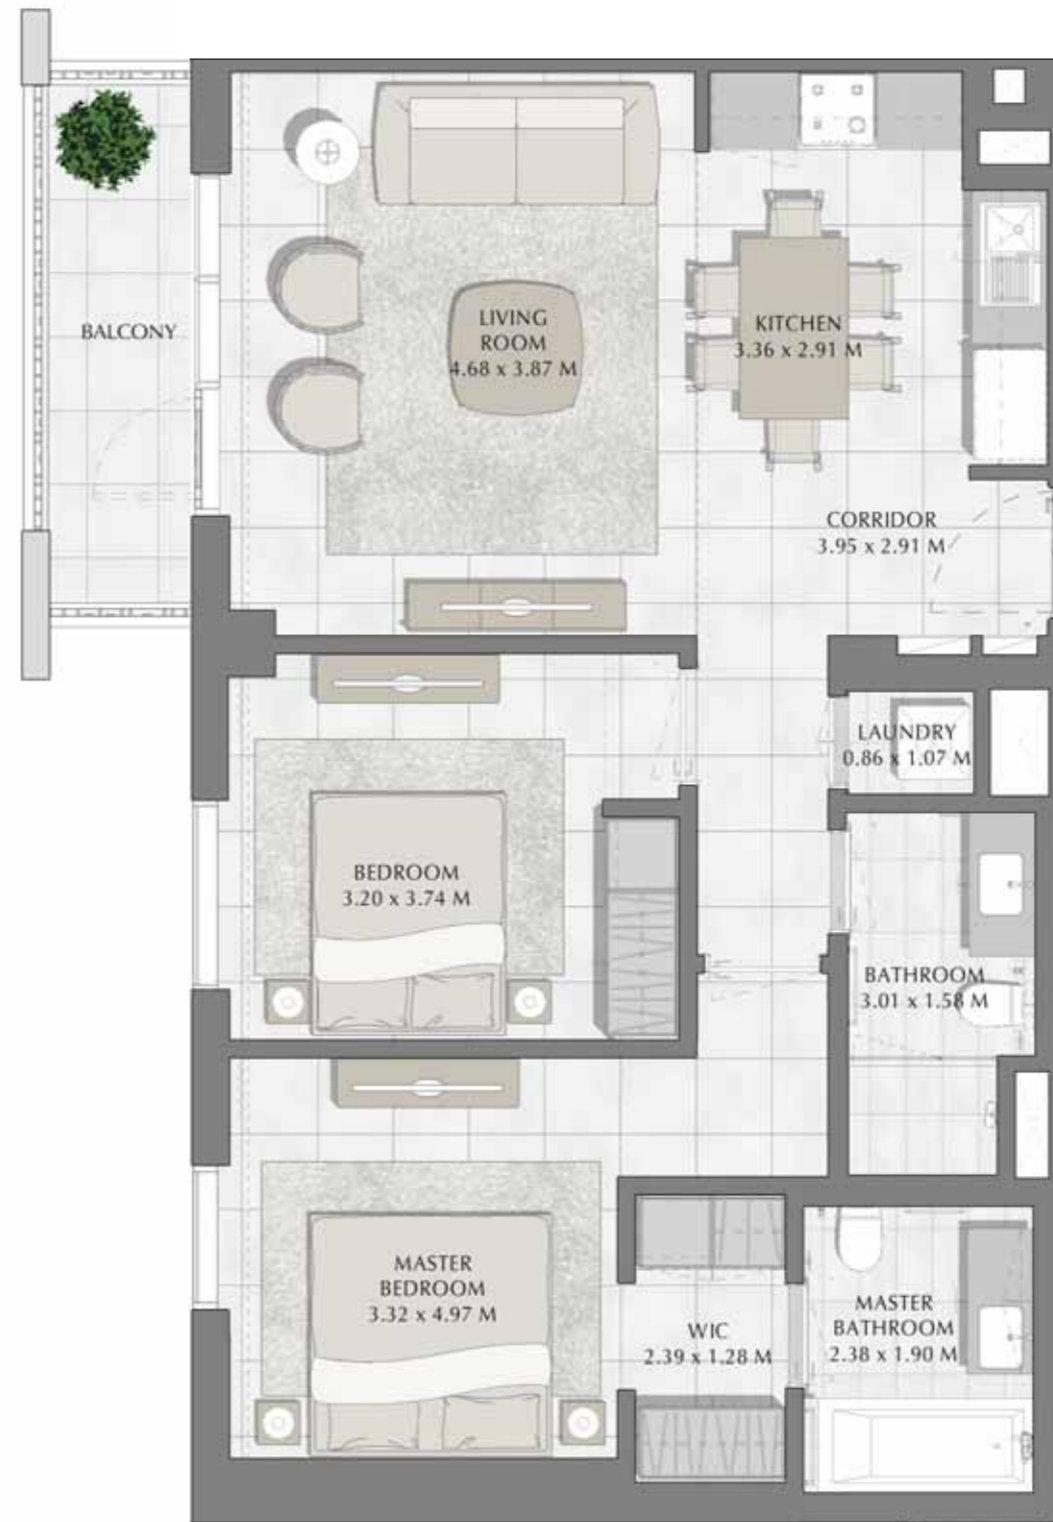 BALCONY
LIVING
ROOM
4.68 x 3.87 M
KITCHEN
3.36 x 2.91 M
CORRIDOR
3.95 x 2.91 M
LAUNDRY
0.86 x 1.07 M
BEDROOM
3.20 x 3.74 M
BATHROOM
3.01 x 1.58 M
MASTER
BEDROOM
3.32 x 4.97 M
WIC
2.39 x 1.28 M
MASTER
BATHROOM
2.38 x 1.90 M